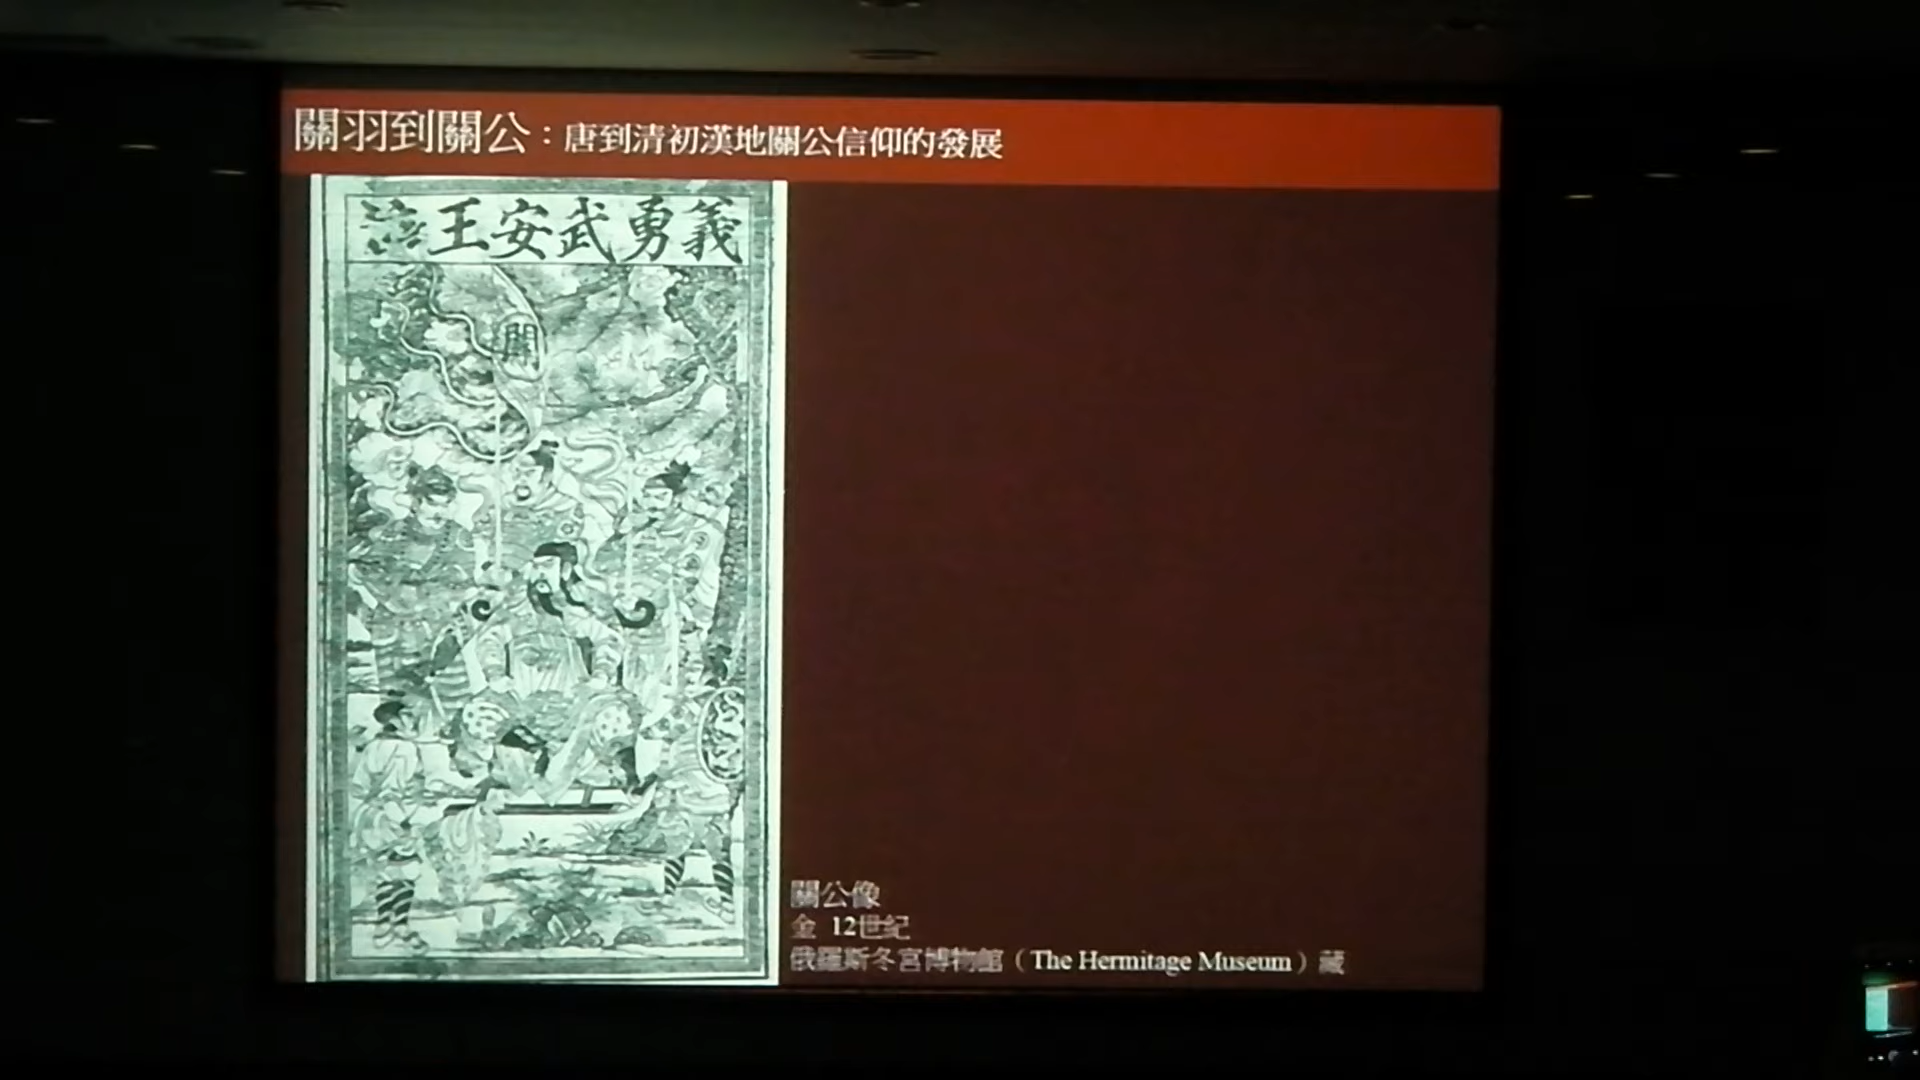 關羽到關公：唐到清初漢地關公信仰的發展
義勇武安王位
關
關公像
金 12世紀
俄羅斯冬宮博物館（The Hermitage Museum）藏